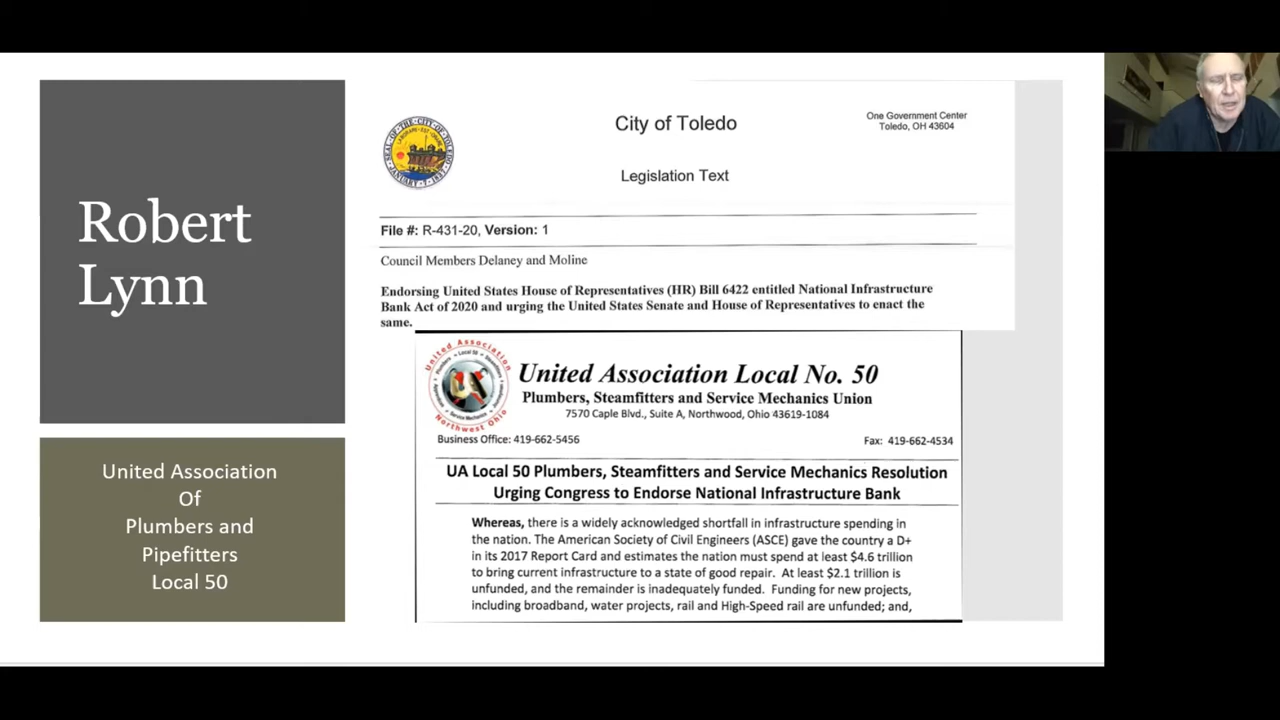 Robert
Lynn
United Association
Of
Plumbers and
Pipefitters
Local 50
City of Toledo
One Government Center
Toledo, OH 43604
Legislation Text
File #: R-431-20, Version: 1
Council Members Delaney and Moline
Endorsing United States House of Representatives (HR) Bill 6422 entitled National Infrastructure
Bank Act of 2020 and urging the United States Senate and House of Representatives to enact the
same.
United Association Local No. 50
Plumbers, Steamfitters and Service Mechanics Union
7570 Caple Blvd., Suite A, Northwood, Ohio 43619-1084
Business Office: 419-662-5456
Fax: 419-662-4534
UA Local 50 Plumbers, Steamfitters and Service Mechanics Resolution
Urging Congress to Endorse National Infrastructure Bank
Whereas, there is a widely acknowledged shortfall in infrastructure spending in
the nation. The American Society of Civil Engineers (ASCE) gave the country a D+
in its 2017 Report Card and estimates the nation must spend at least $4.6 trillion
to bring current infrastructure to a state of good repair. At least $2.1 trillion is
unfunded, and the remainder is inadequately funded. Funding for new projects,
including broadband, water projects, rail and High-Speed rail are unfunded; and,
United Association
UA
Northwest Ohio